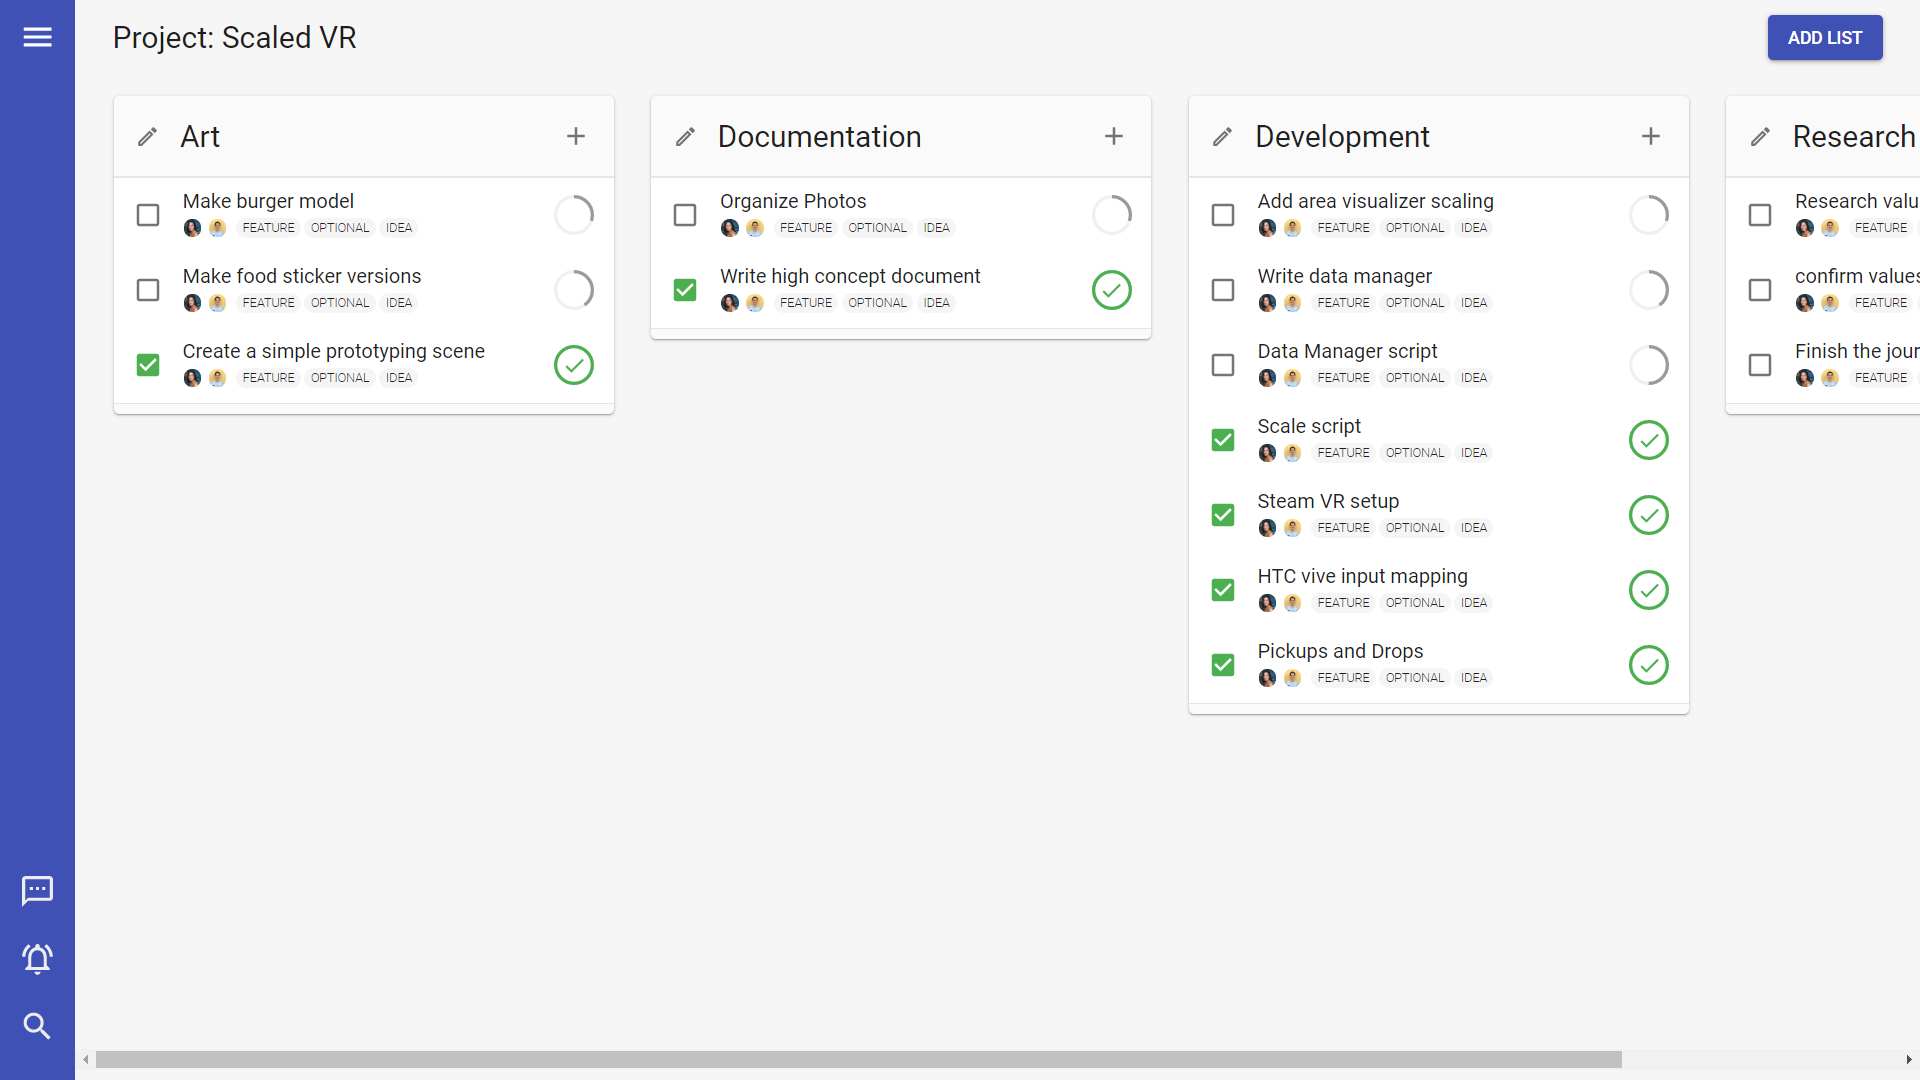 Project: Scaled VR
ADD LIST
Art
Make burger model
FEATURE OPTIONAL IDEA
Make food sticker versions
FEATURE OPTIONAL IDEA
Create a simple prototyping scene
FEATURE OPTIONAL IDEA
Documentation
Organize Photos
FEATURE OPTIONAL IDEA
Write high concept document
FEATURE OPTIONAL IDEA
Development
Add area visualizer scaling
FEATURE OPTIONAL IDEA
Write data manager
FEATURE OPTIONAL IDEA
Data Manager script
FEATURE OPTIONAL IDEA
Scale script
FEATURE OPTIONAL IDEA
Steam VR setup
FEATURE OPTIONAL IDEA
HTC vive input mapping
FEATURE OPTIONAL IDEA
Pickups and Drops
FEATURE OPTIONAL IDEA
Research
Research
FEATURE
confirm values
FEATURE
Finish the
FEATURE